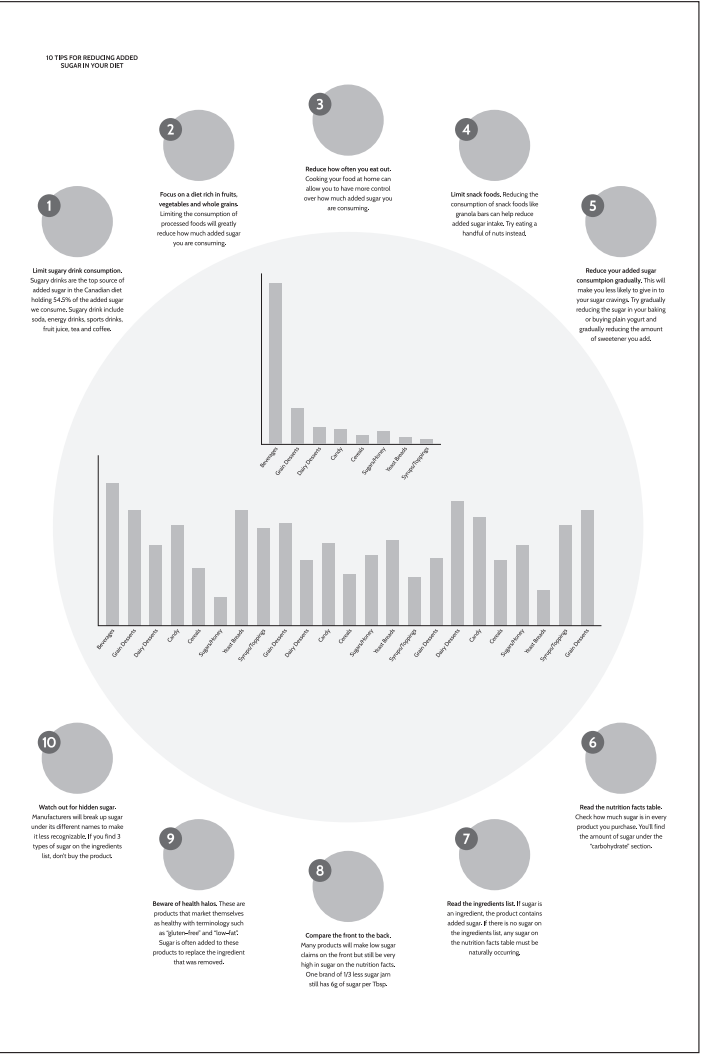 10 TIPS FOR REDUCING ADDED
SUGAR IN YOUR DIET
1
Limit sugary drink consumption.
Sugary drinks are the top source of
added sugar in the Canadian diet
holding 54.5% of the added sugar
we consume. Sugary drink include
soda, energy drinks, sports drinks,
fruit juice, tea and coffee.
2
Focus on a diet rich in fruits,
vegetables and whole grains.
Limiting the consumption of
processed foods will greatly
reduce how much added sugar
you are consuming.
3
Reduce how often you eat out.
Cooking your food at home can
allow you to have more control
over how much added sugar you
are consuming.
4
Limit snack foods. Reducing the
consumption of snack foods like
granola bars can help reduce
added sugar intake. Try eating a
handful of nuts instead.
5
Reduce your added sugar
consumtpion gradually. This will
make you less likely to give in to
your sugar cravings. Try gradually
reducing the sugar in your baking
or buying plain yogurt and
gradually reducing the amount
of sweetener you add.
Beverages
Grain Desserts
Dairy Desserts
Candy
Cereals
Sugars/Honey
Yeast Breads
Syrups/Toppings
Beverages
Grain Desserts
Dairy Desserts
Candy
Cereals
Sugars/Honey
Yeast Breads
Syrups/Toppings
Grain Desserts
Dairy Desserts
Candy
Cereals
Sugars/Honey
Yeast Breads
Syrups/Toppings
Grain Desserts
Dairy Desserts
Candy
Cereals
Sugars/Honey
Yeast Breads
Syrups/Toppings
Grain Desserts
6
Read the nutrition facts table.
Check how much sugar is in every
product you purchase. You'll find
the amount of sugar under the
"carbohydrate" section.
7
Read the ingredients list. If sugar is
an ingredient, the product contains
added sugar. If there is no sugar on
the ingredients list, any sugar on
the nutrition facts table must be
naturally occurring.
8
Compare the front to the back.
Many products will make low sugar
claims on the front but still be very
high in sugar on the nutrition facts.
One brand of 1/3 less sugar jam
still has 6g of sugar per Tbsp.
9
Beware of health halos. These are
products that market themselves
as healthy with terminology such
as "gluten-free" and "low-fat".
Sugar is often added to these
products to replace the ingredient
that was removed.
10
Watch out for hidden sugar.
Manufacturers will break up sugar
under its different names to make
it less recognizable. If you find 3
types of sugar on the ingredients
list, don't buy the product.